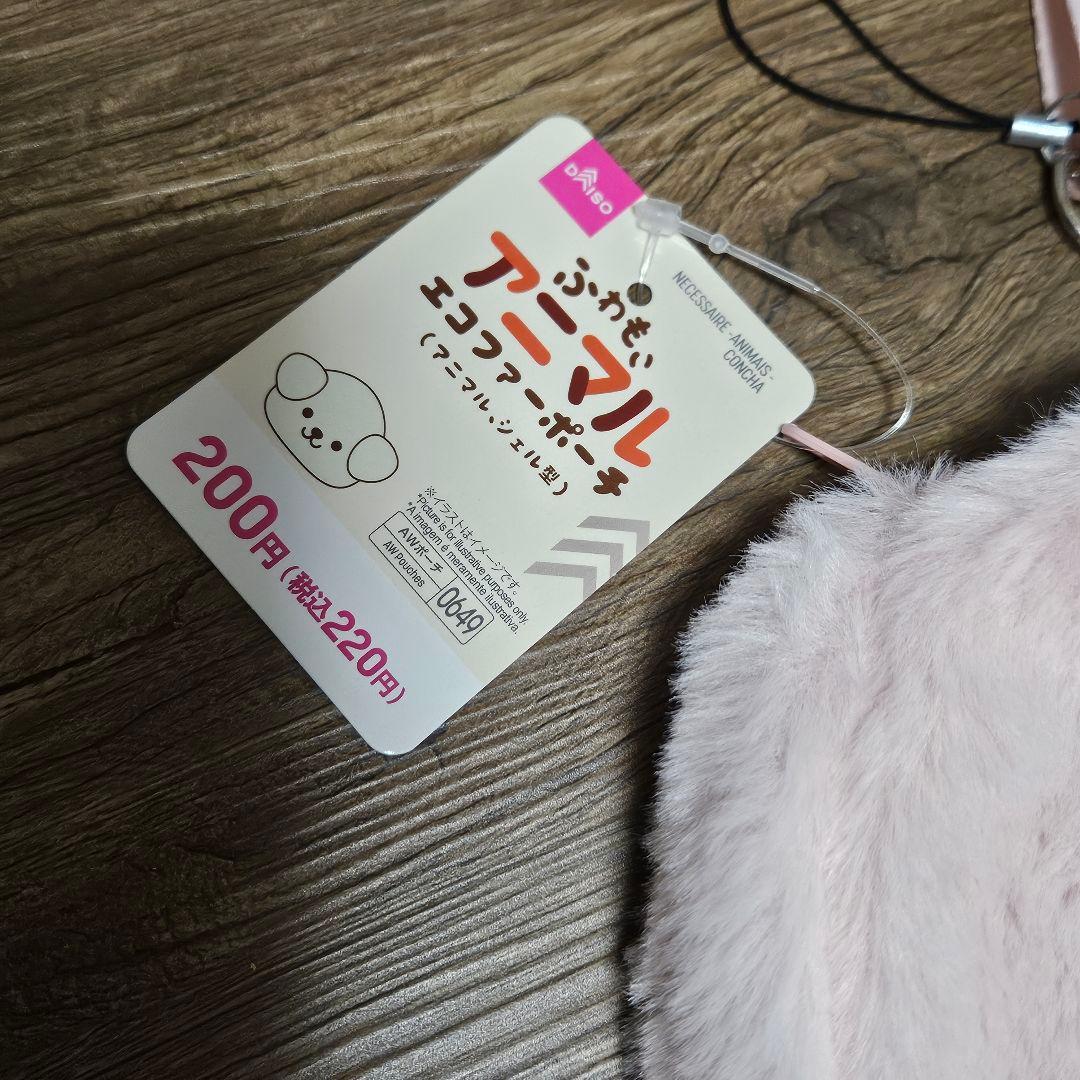 DAISO
ふわもい
アニマル
エコファーポーチ
(アニマル、シェル型)
NECESSAIRE -ANIMAIS-
CONCHA
※イラストはイメージです。
*Picture is for illustrative purposes only.
*A imagem é meramente ilustrativa.
AWポーチ
AW Pouches
0649
200円(税込220円)